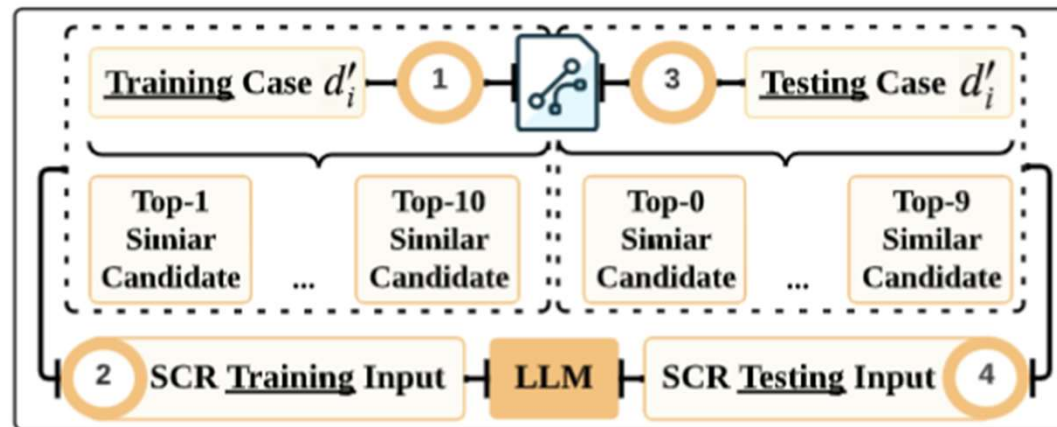 Training Case d′ᵢ
1
3
Testing Case d′ᵢ
Top-1
Simiar
Candidate
...
Top-10
Similar
Candidate
Top-0
Simiar
Candidate
...
Top-9
Similar
Candidate
2
SCR Training Input
LLM
SCR Testing Input
4